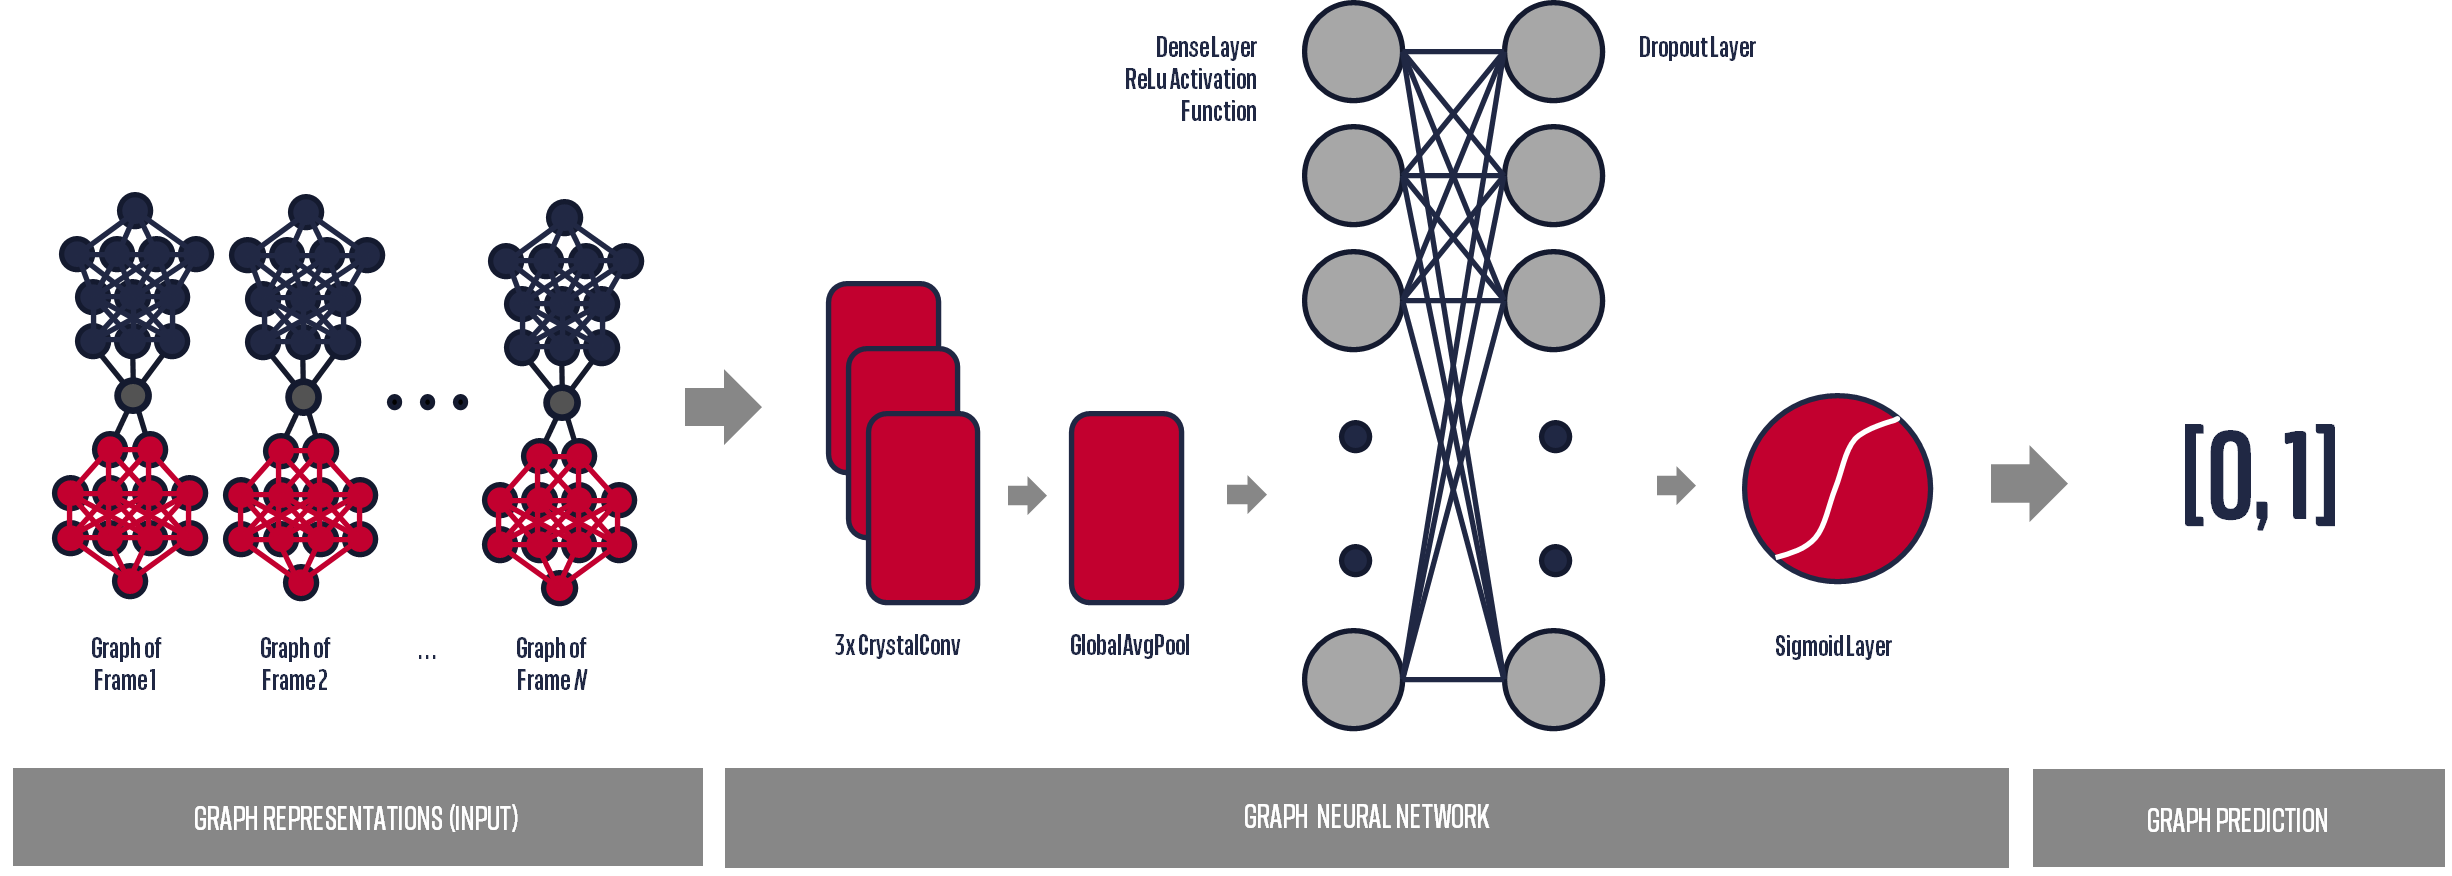 Dense Layer
ReLu Activation
Function
Dropout Layer
Graph of
Frame 1
Graph of
Frame 2
...
Graph of
Frame N
3x CrystalConv
GlobalAvgPool
Sigmoid Layer
[0, 1]
GRAPH REPRESENTATIONS (INPUT)
GRAPH NEURAL NETWORK
GRAPH PREDICTION